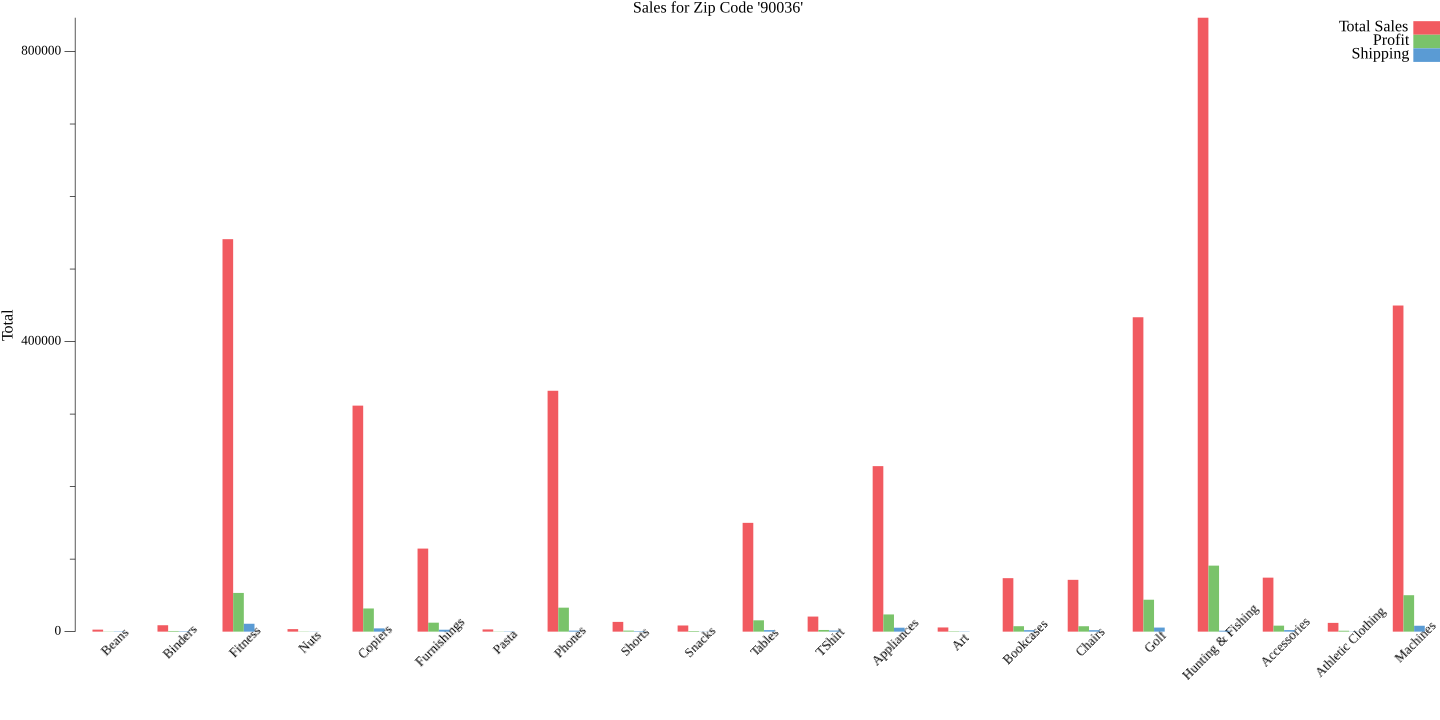 Sales for Zip Code '90036'
Total Sales
Profit
Shipping
800000
400000
0
Total
Beans
Binders
Fitness
Nuts
Copiers
Furnishings
Pasta
Phones
Shorts
Snacks
Tables
TShirt
Appliances
Art
Bookcases
Chairs
Golf
Hunting & Fishing
Accessories
Athletic Clothing
Machines